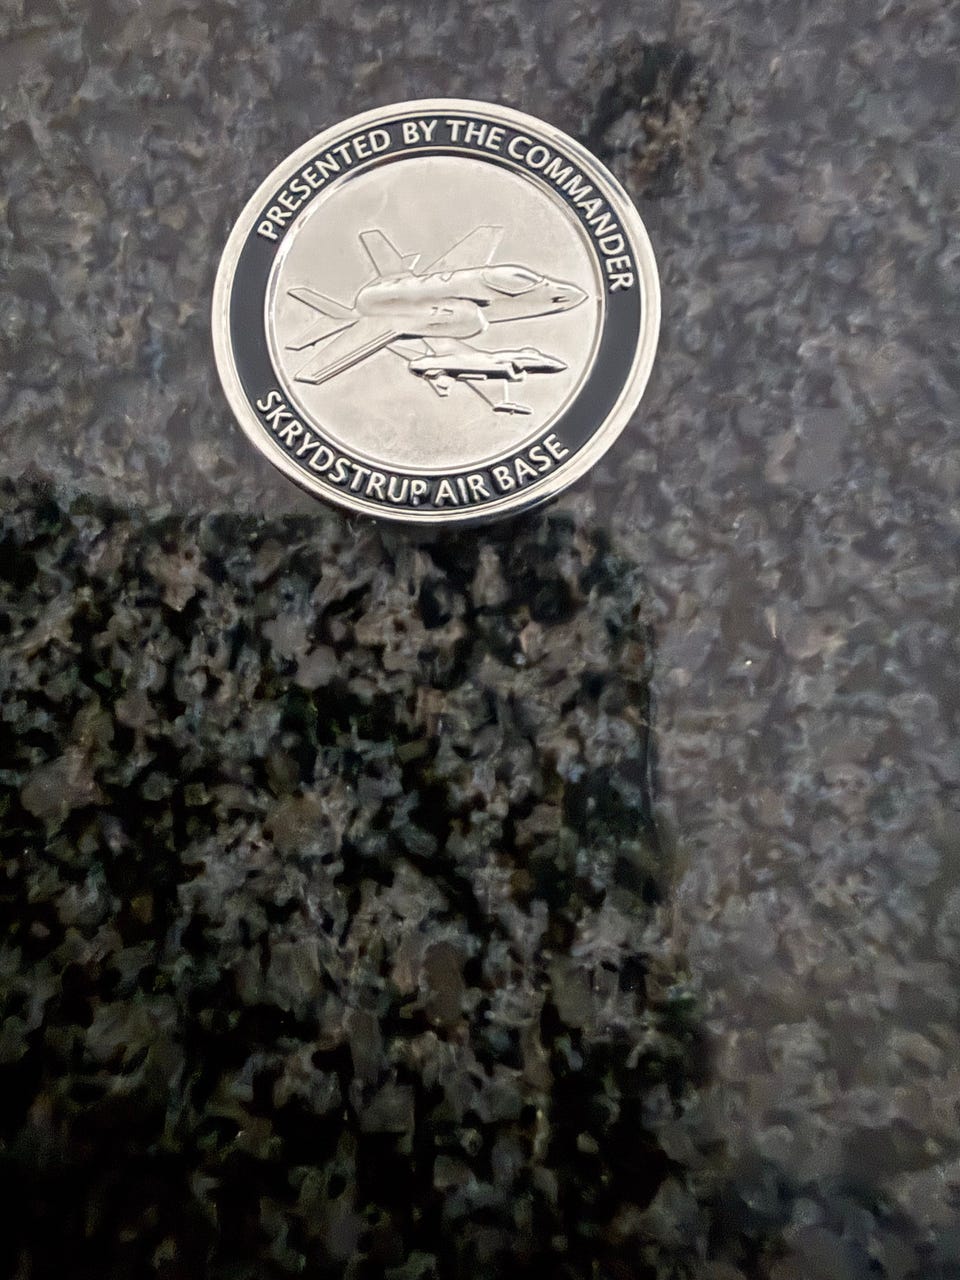 PRESENTED BY THE COMMANDER
SKRYDSTRUP AIR BASE